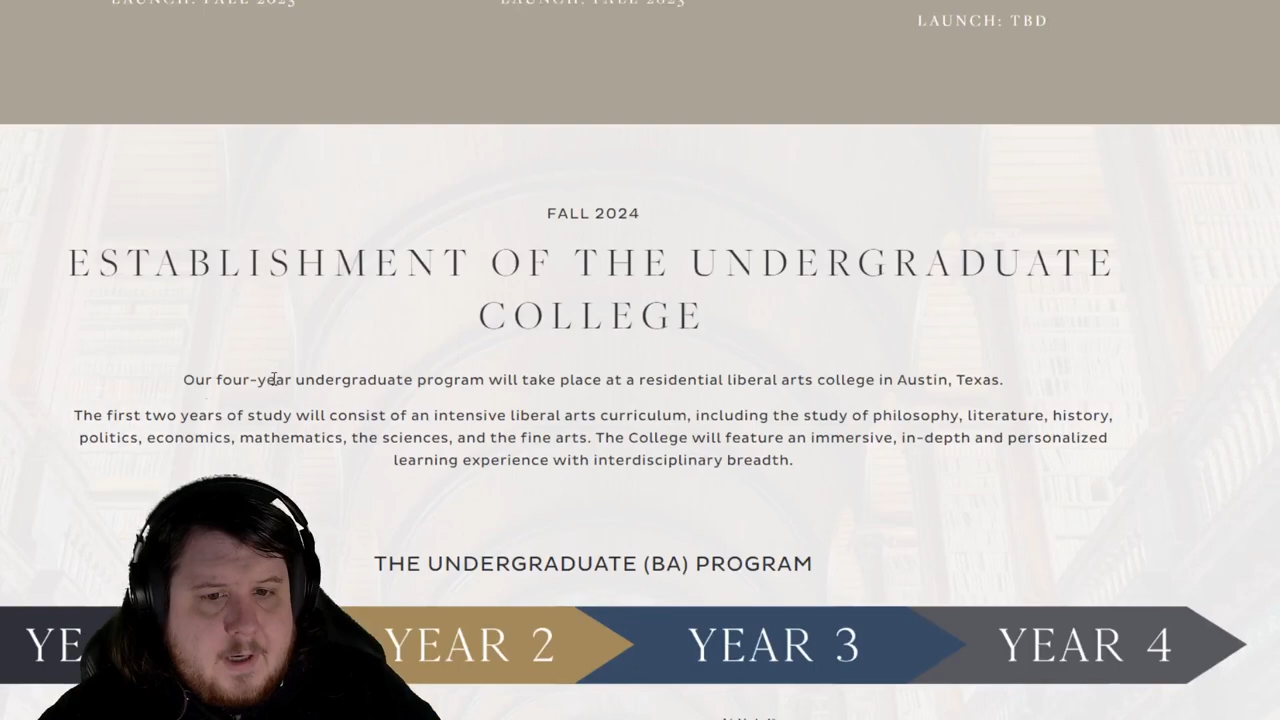 LAUNCH: FALL 2023 LAUNCH: FALL 2023
LAUNCH: TBD
FALL 2024
ESTABLISHMENT OF THE UNDERGRADUATE
COLLEGE
Our four-year undergraduate program will take place at a residential liberal arts college in Austin, Texas.
The first two years of study will consist of an intensive liberal arts curriculum, including the study of philosophy, literature, history,
politics, economics, mathematics, the sciences, and the fine arts. The College will feature an immersive, in-depth and personalized
learning experience with interdisciplinary breadth.
THE UNDERGRADUATE (BA) PROGRAM
YE
YEAR 2
YEAR 3
YEAR 4